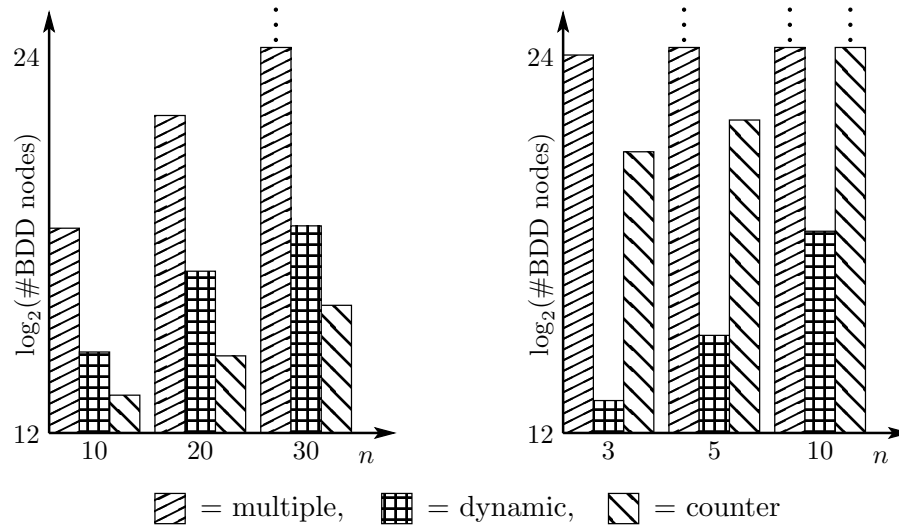 24
log₂(#BDD nodes)
12
10 20 30 n
24
log₂(#BDD nodes)
12
3 5 10 n
= multiple, = dynamic, = counter